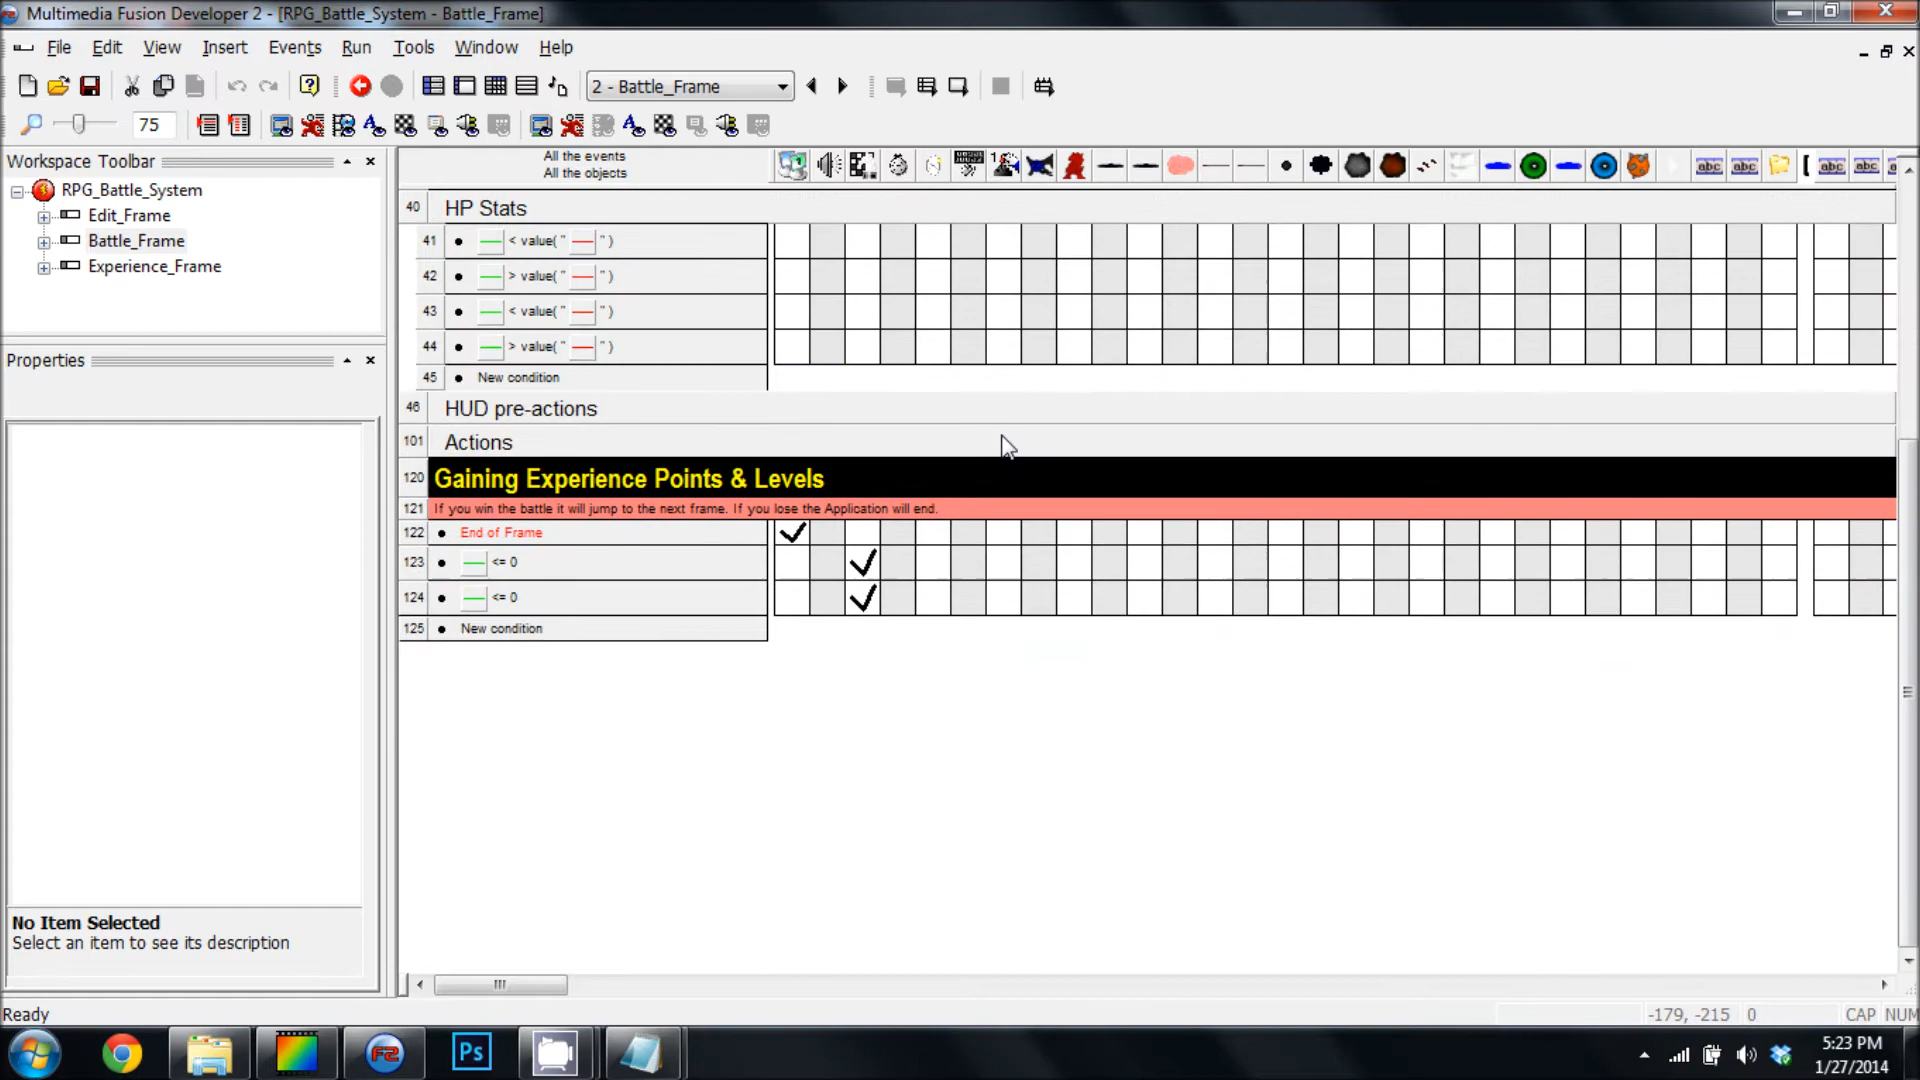 Multimedia Fusion Developer 2 - [RPG_Battle_System - Battle_Frame]
File Edit View Insert Events Run Tools Window Help
2 - Battle_Frame
75
Workspace Toolbar
RPG_Battle_System
Edit_Frame
Battle_Frame
Experience_Frame
Properties
No Item Selected
Select an item to see its description
All the events
All the objects
abc abc abc abc
40 HP Stats
41 < value( " " )
42 > value( " " )
43 < value( " " )
44 > value( " " )
45 New condition
46 HUD pre-actions
101 Actions
120 Gaining Experience Points & Levels
121 If you win the battle it will jump to the next frame. If you lose the Application will end.
122 End of Frame
123 <= 0
124 <= 0
125 New condition
Ready
-179, -215 0 CAP NUM
Ps
5:23 PM
1/27/2014